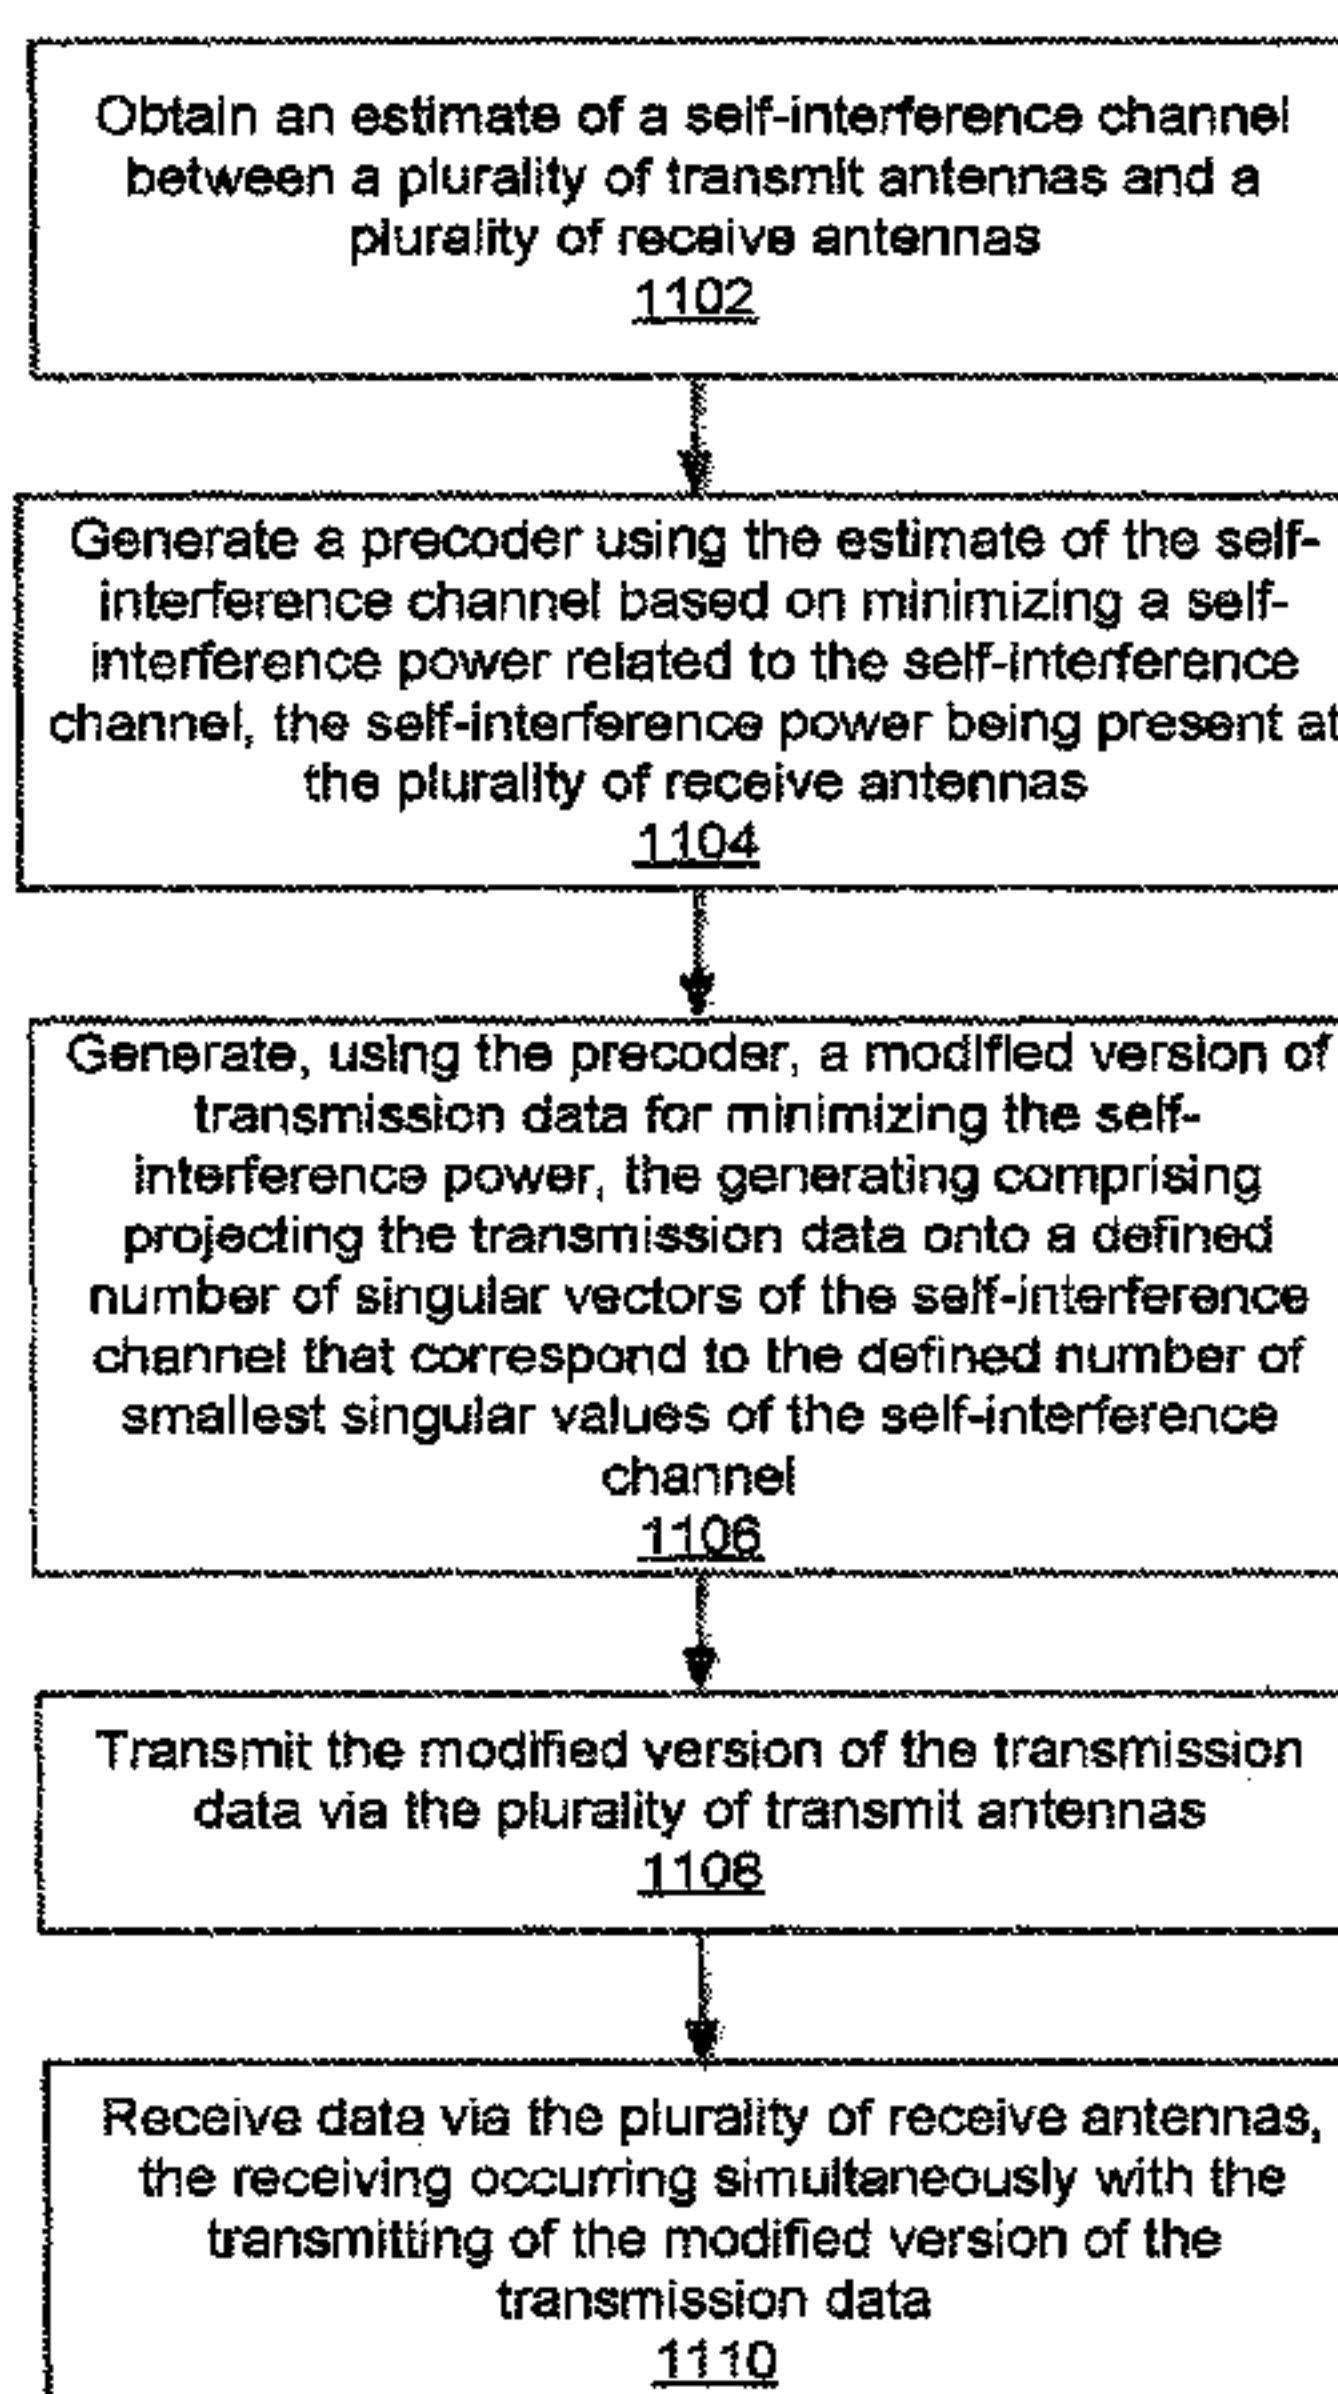 Obtain an estimate of a self-interference channel
between a plurality of transmit antennas and a
plurality of receive antennas
1102
Generate a precoder using the estimate of the self-
interference channel based on minimizing a self-
interference power related to the self-interference
channel, the self-interference power being present at
the plurality of receive antennas
1104
Generate, using the precoder, a modified version of
transmission data for minimizing the self-
interference power, the generating comprising
projecting the transmission data onto a defined
number of singular vectors of the self-interference
channel that correspond to the defined number of
smallest singular values of the self-interference
channel
1106
Transmit the modified version of the transmission
data via the plurality of transmit antennas
1108
Receive data via the plurality of receive antennas,
the receiving occurring simultaneously with the
transmitting of the modified version of the
transmission data
1110